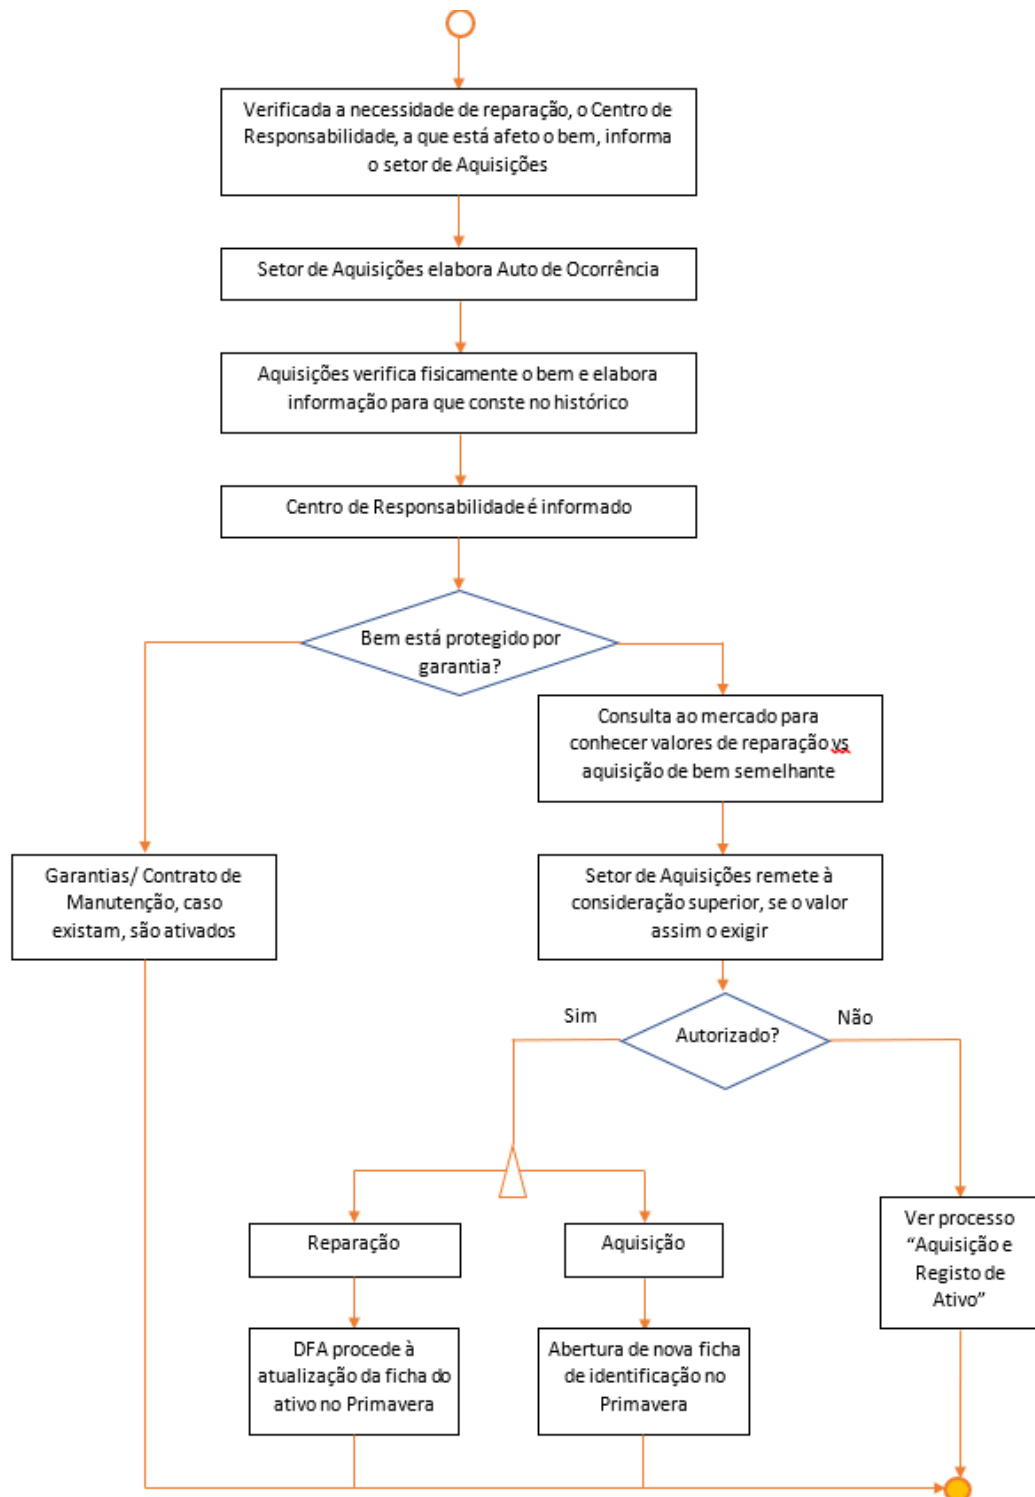 Verificada a necessidade de reparação, o Centro de
Responsabilidade, a que está afeto o bem, informa
o setor de Aquisições
Setor de Aquisições elabora Auto de Ocorrência
Aquisições verifica fisicamente o bem e elabora
informação para que conste no histórico
Centro de Responsabilidade é informado
Bem está protegido por
garantia?
Consulta ao mercado para
conhecer valores de reparação vs
aquisição de bem semelhante
Garantias/ Contrato de
Manutenção, caso
existam, são ativados
Setor de Aquisições remete à
consideração superior, se o valor
assim o exigir
Sim
Autorizado?
Não
Reparação
Aquisição
Ver processo
“Aquisição e
Registo de
Ativo”
DFA procede à
atualização da ficha do
ativo no Primavera
Abertura de nova ficha
de identificação no
Primavera